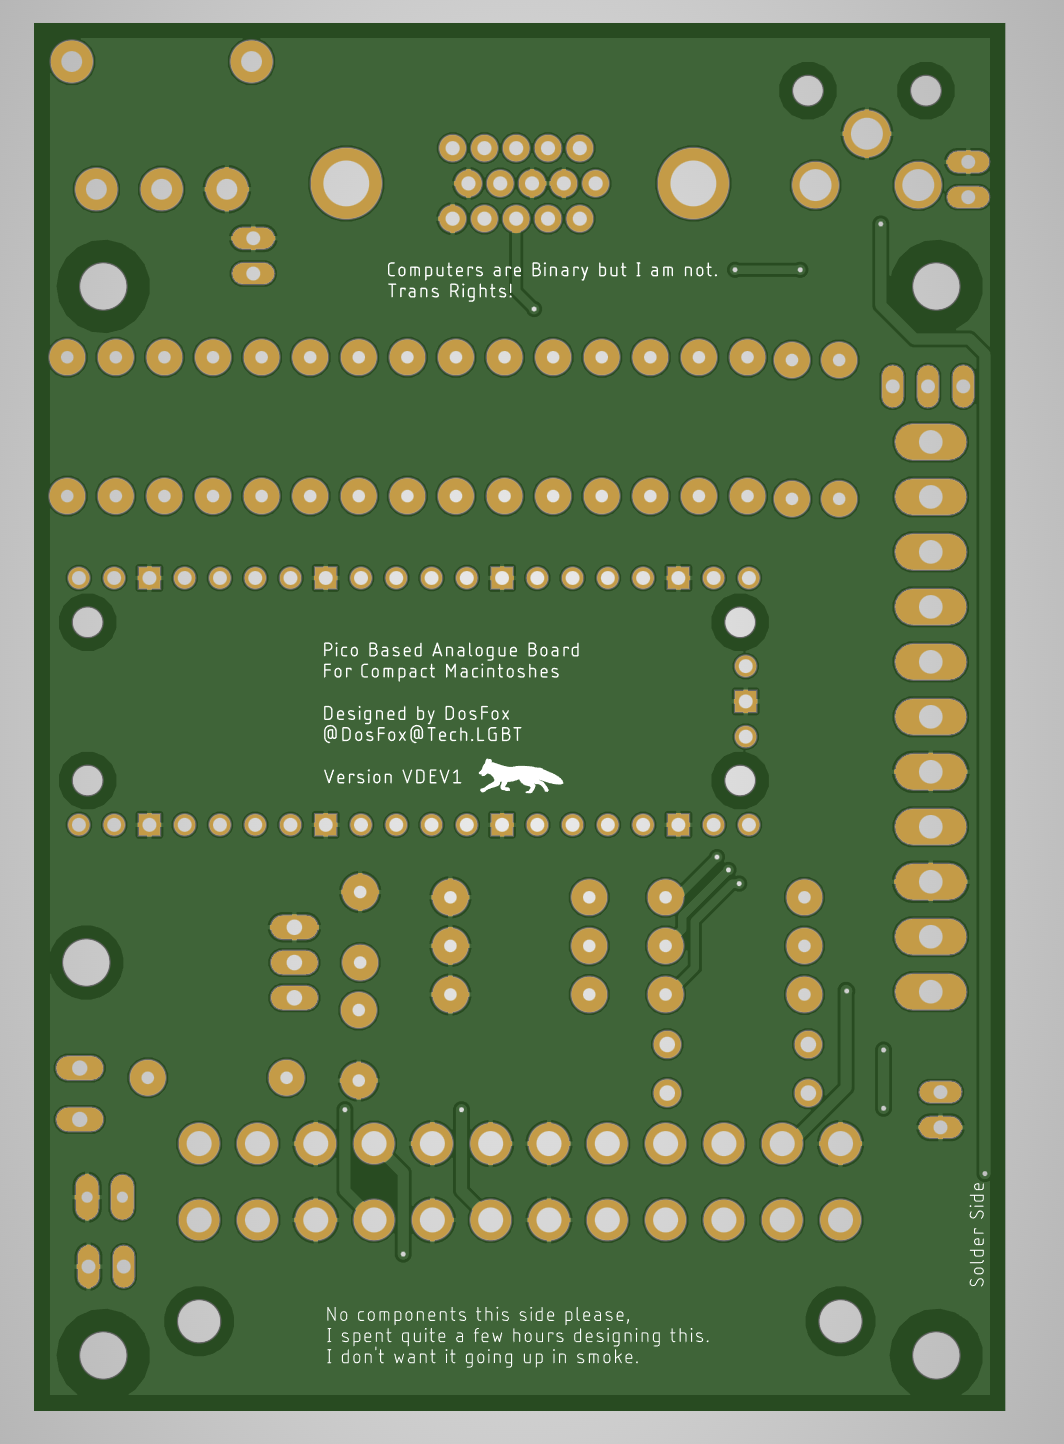 Computers are Binary but I am not.
Trans Rights!
Pico Based Analogue Board
For Compact Macintoshes
Designed by DosFox
@DosFox@Tech.LGBT
Version VDEV1
Solder Side
No components this side please,
I spent quite a few hours designing this.
I don't want it going up in smoke.